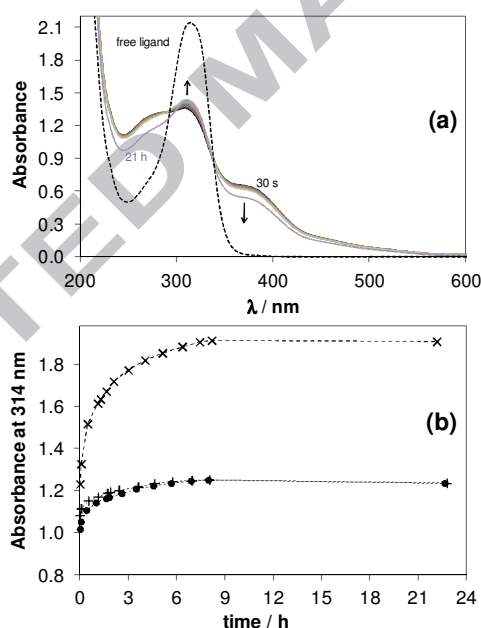 TED MA
2.1
1.8
1.5
1.2
0.9
0.6
0.3
0.0
Absorbance
free ligand
(a)
21 h
30 s
200 300 400 500 600
λ / nm
1.8
1.6
1.4
1.2
1.0
0.8
Absorbance at 314 nm
(b)
0 3 6 9 12 15 18 21 24
time / h